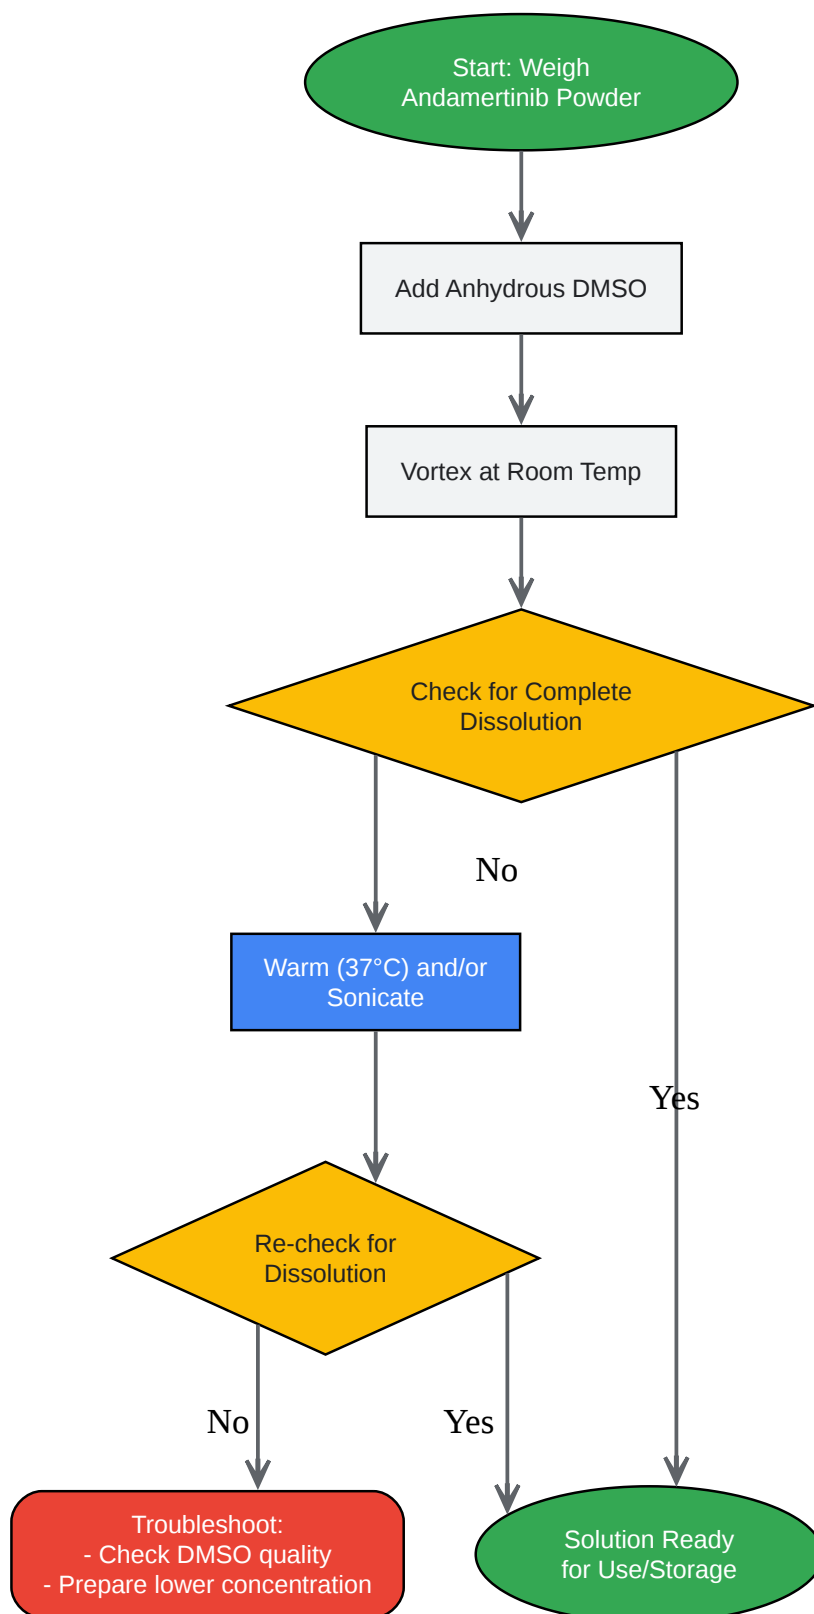 Start: Weigh
Andamertinib Powder
Add Anhydrous DMSO
Vortex at Room Temp
Check for Complete
Dissolution
No
Warm (37°C) and/or
Sonicate
Yes
Re-check for
Dissolution
No
Yes
Troubleshoot:
- Check DMSO quality
- Prepare lower concentration
Solution Ready
for Use/Storage